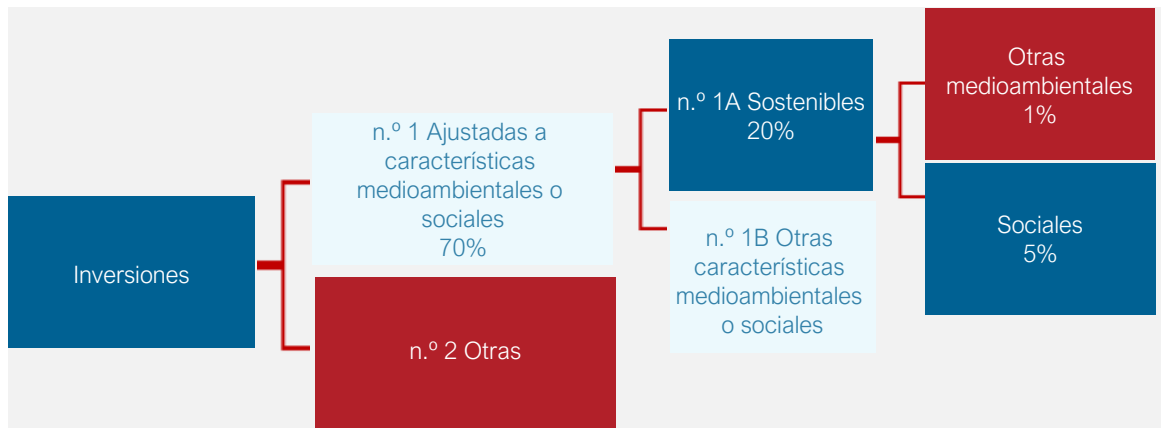 Inversiones
n.º 1 Ajustadas a
características
medioambientales o
sociales
70%
n.º 2 Otras
n.º 1A Sostenibles
20%
n.º 1B Otras
características
medioambientales
o sociales
Otras
medioambientales
1%
Sociales
5%